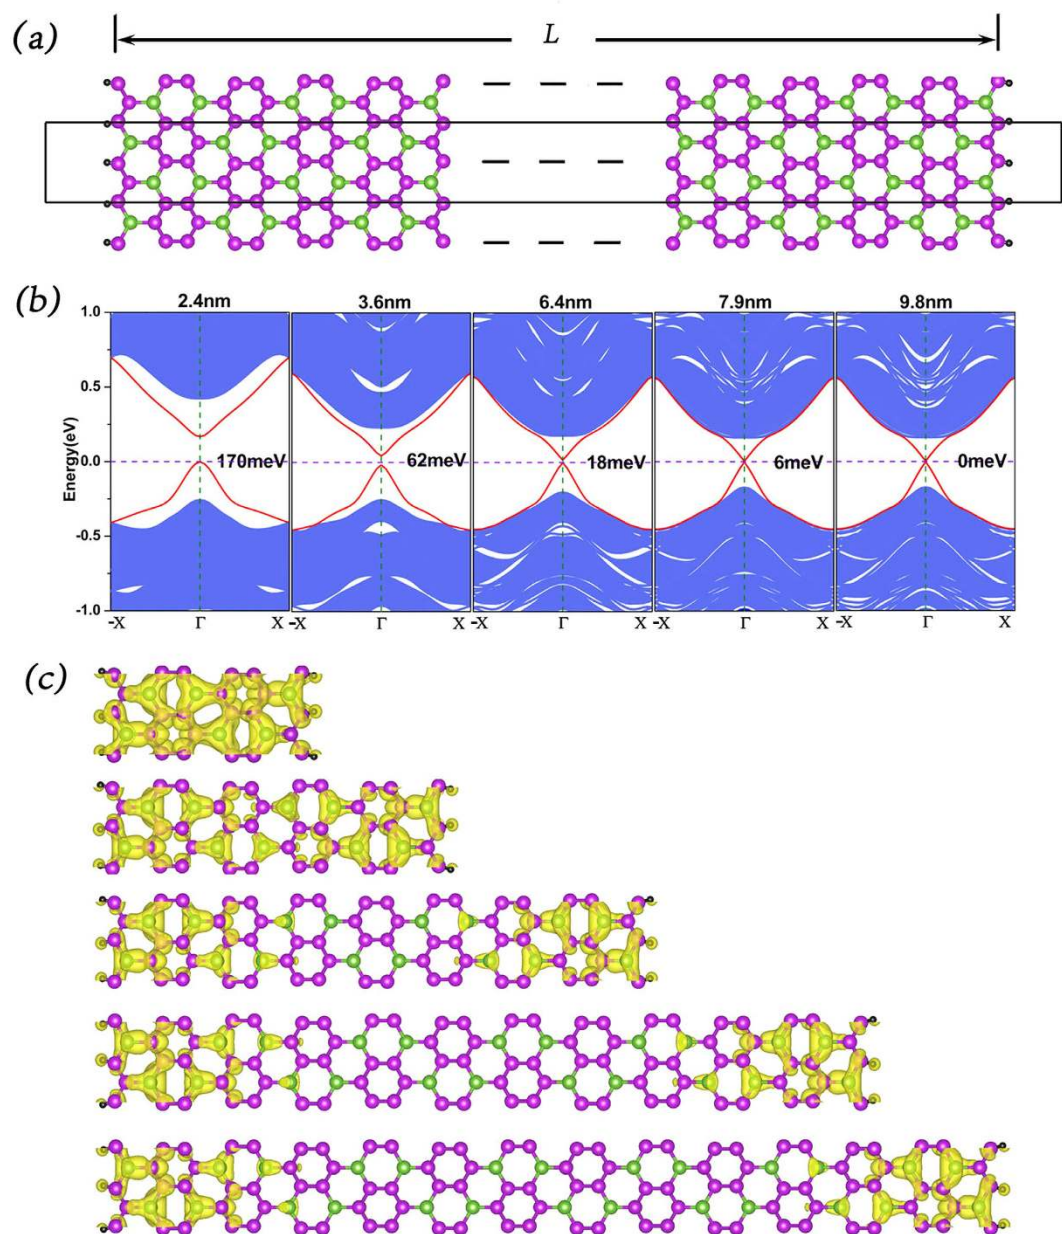 (a)
L
(b)
2.4nm 3.6nm 6.4nm 7.9nm 9.8nm
1.0
0.5
Energy(eV)
0.0
170meV 62meV 18meV 6meV 0meV
-0.5
-1.0
-X Γ X -X Γ X -X Γ X -X Γ X -X Γ X
(c)